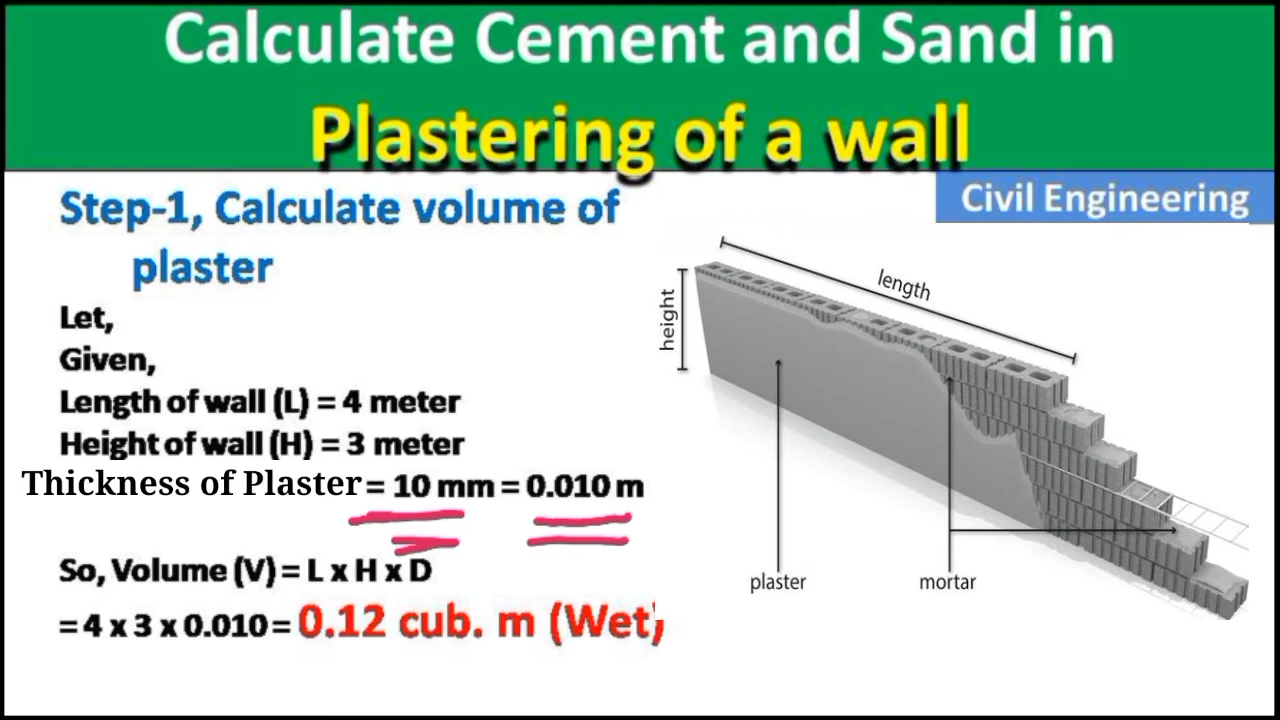 Calculate Cement and Sand in
Plastering of a wall
Civil Engineering
Step-1, Calculate volume of
plaster
Let,
Given,
Length of wall (L) = 4 meter
Height of wall (H) = 3 meter
Thickness of Plaster = 10 mm = 0.010 m
So, Volume (V) = L x H x D
= 4 x 3 x 0.010 = 0.12 cub. m (Wet)
length
height
plaster
mortar